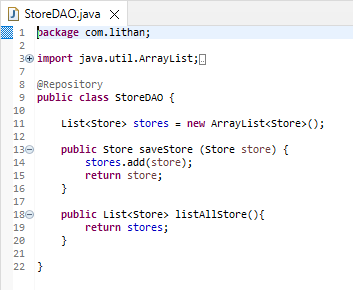 StoreDAO.java
1 package com.lithan;
2
3 import java.util.ArrayList;
7
8 @Repository
9 public class StoreDAO {
10
11 List<Store> stores = new ArrayList<Store>();
12
13 public Store saveStore (Store store) {
14 stores.add(store);
15 return store;
16 }
17
18 public List<Store> listAllStore(){
19 return stores;
20 }
21
22 }